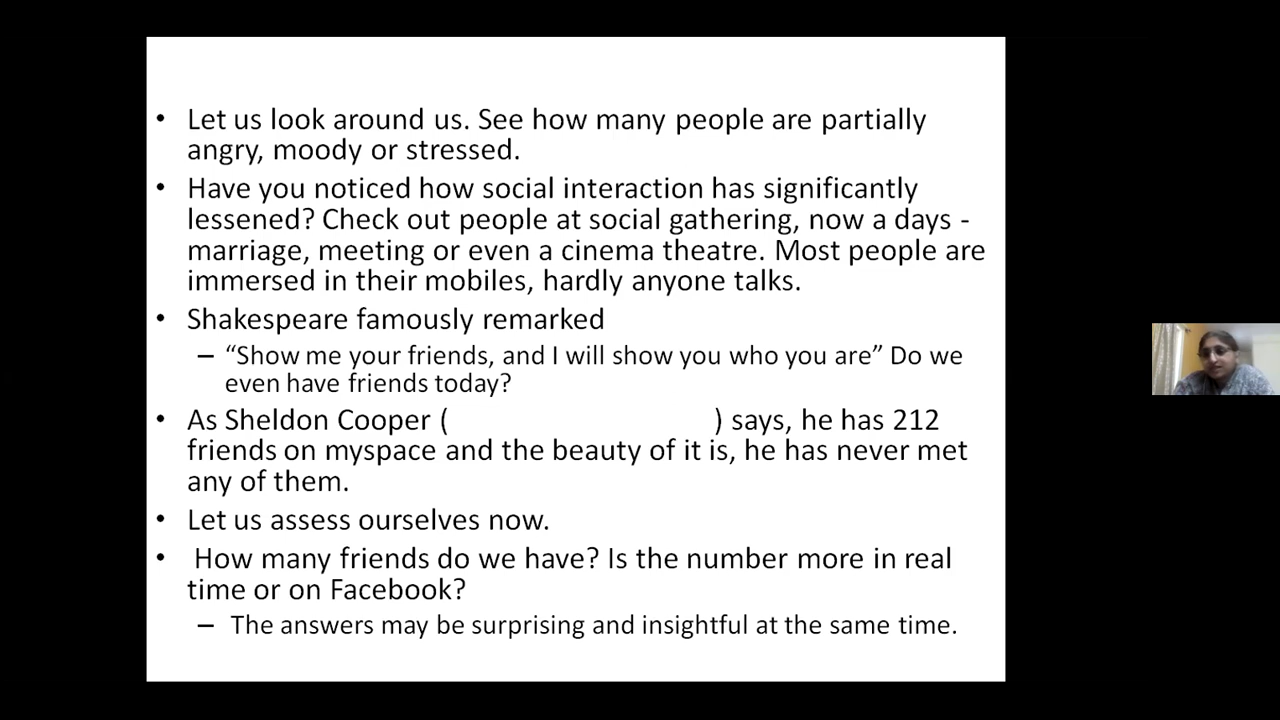 • Let us look around us. See how many people are partially
angry, moody or stressed.
• Have you noticed how social interaction has significantly
lessened? Check out people at social gathering, now a days -
marriage, meeting or even a cinema theatre. Most people are
immersed in their mobiles, hardly anyone talks.
• Shakespeare famously remarked
– “Show me your friends, and I will show you who you are” Do we
even have friends today?
• As Sheldon Cooper ( ) says, he has 212
friends on myspace and the beauty of it is, he has never met
any of them.
• Let us assess ourselves now.
• How many friends do we have? Is the number more in real
time or on Facebook?
– The answers may be surprising and insightful at the same time.